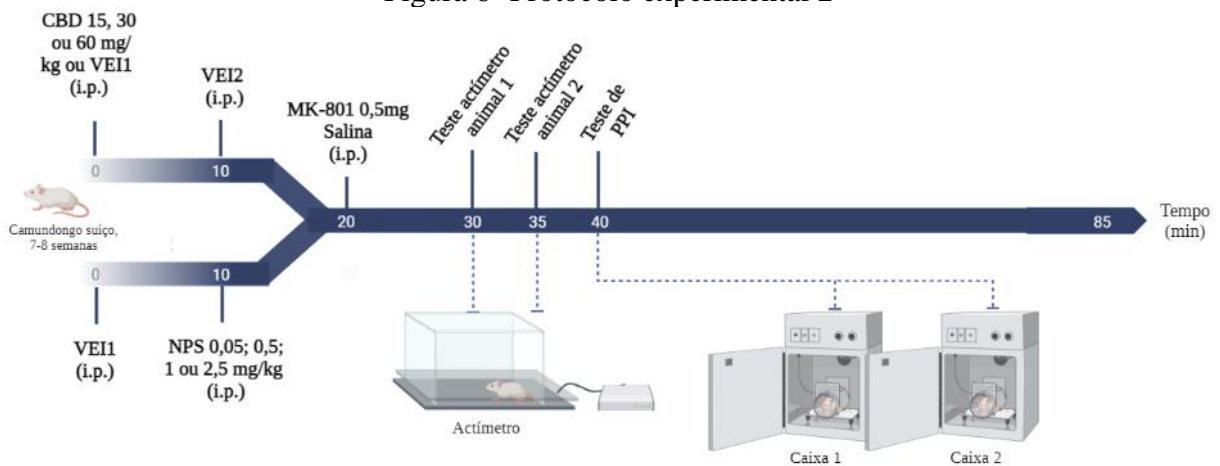 Figura 8- Protocolo experimental 2
CBD 15, 30
ou 60 mg/
kg ou VEI1
(i.p.)
VEI2
(i.p.)
MK-801 0,5mg
Salina
(i.p.)
Teste actímetro
animal 1
Teste actímetro
animal 2
Teste de
PPI
0
10
Camundongo suíço,
7-8 semanas
20
30
35
40
85
Tempo
(min)
0
10
VEI1
(i.p.)
NPS 0,05; 0,5;
1 ou 2,5 mg/kg
(i.p.)
Actímetro
Caixa 1
Caixa 2